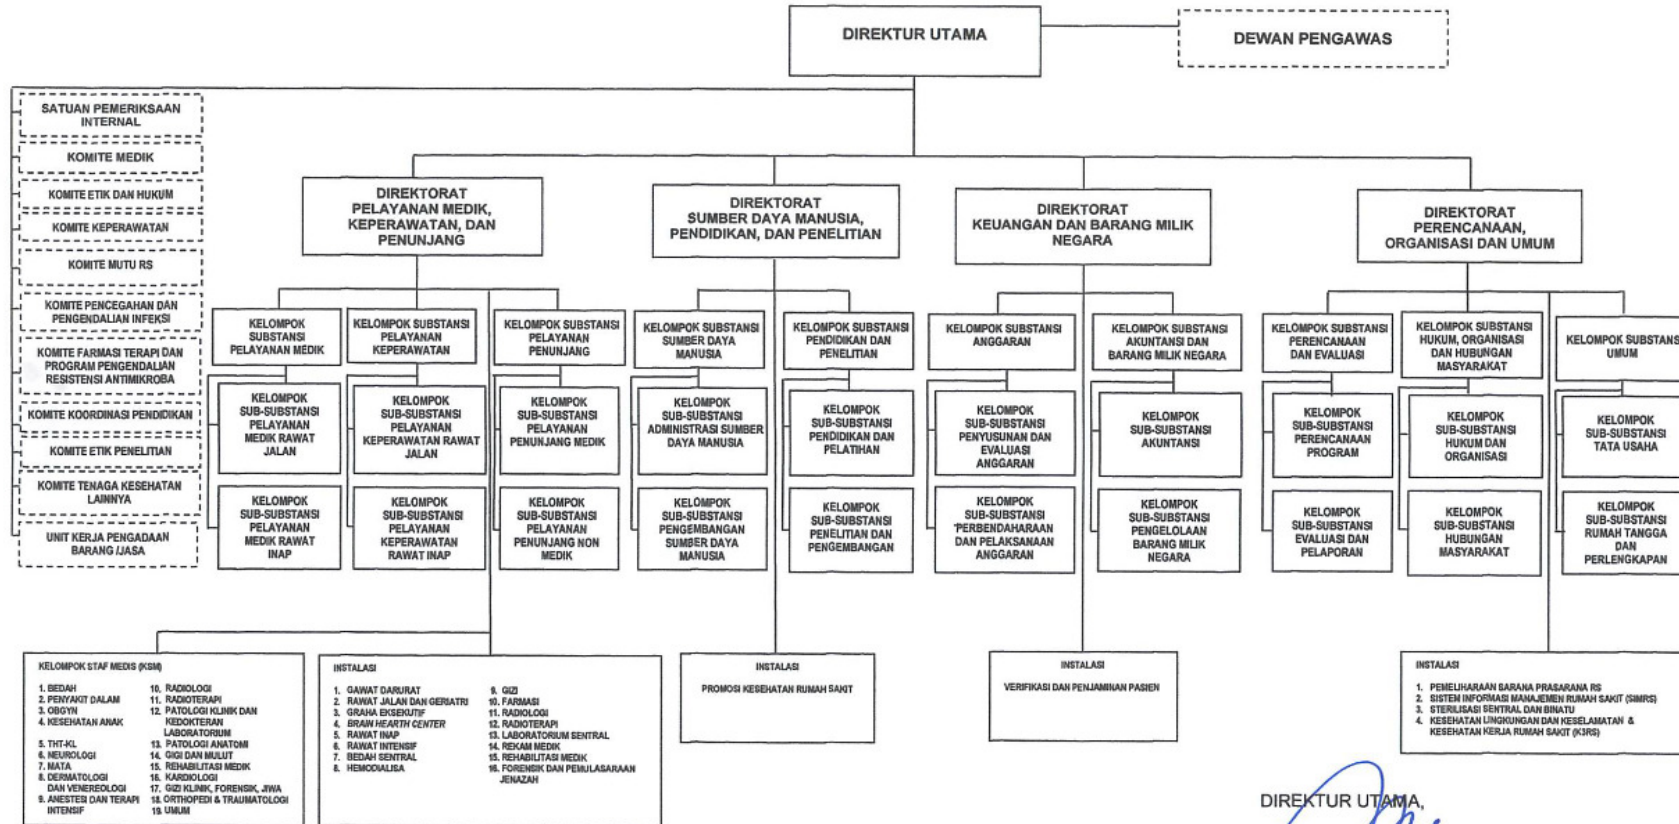 DIREKTUR UTAMA
DEWAN PENGAWAS
SATUAN PEMERIKSAAN
INTERNAL
KOMITE MEDIK
KOMITE ETIK DAN HUKUM
KOMITE KEPERAWATAN
KOMITE MUTU RS
KOMITE PENCEGAHAN DAN
PENGENDALIAN INFEKSI
KOMITE FARMASI TERAPI DAN
PROGRAM PENGENDALIAN
RESISTENSI ANTIMIKROBA
KOMITE KOORDINASI PENDIDIKAN
KOMITE ETIK PENELITIAN
KOMITE TENAGA KESEHATAN
LAINNYA
UNIT KERJA PENGADAAN
BARANG /JASA
DIREKTORAT
PELAYANAN MEDIK,
KEPERAWATAN, DAN
PENUNJANG
DIREKTORAT
SUMBER DAYA MANUSIA,
PENDIDIKAN, DAN PENELITIAN
DIREKTORAT
KEUANGAN DAN BARANG MILIK
NEGARA
DIREKTORAT
PERENCANAAN,
ORGANISASI DAN UMUM
KELOMPOK
SUBSTANSI
PELAYANAN MEDIK
KELOMPOK SUBSTANSI
PELAYANAN
KEPERAWATAN
KELOMPOK SUBSTANSI
PELAYANAN
PENUNJANG
KELOMPOK SUBSTANSI
SUMBER DAYA
MANUSIA
KELOMPOK SUBSTANSI
PENDIDIKAN DAN
PENELITIAN
KELOMPOK SUBSTANSI
ANGGARAN
KELOMPOK SUBSTANSI
AKUNTANSI DAN
BARANG MILIK NEGARA
KELOMPOK SUBSTANSI
PERENCANAAN
DAN EVALUASI
KELOMPOK SUBSTANSI
HUKUM, ORGANISASI
DAN HUBUNGAN
MASYARAKAT
KELOMPOK SUBSTANSI
UMUM
KELOMPOK
SUB-SUBSTANSI
PELAYANAN
MEDIK RAWAT
JALAN
KELOMPOK
SUB-SUBSTANSI
PELAYANAN
KEPERAWATAN RAWAT
JALAN
KELOMPOK
SUB-SUBSTANSI
PELAYANAN
PENUNJANG MEDIK
KELOMPOK
SUB-SUBSTANSI
ADMINISTRASI SUMBER
DAYA MANUSIA
KELOMPOK
SUB-SUBSTANSI
PENDIDIKAN DAN
PELATIHAN
KELOMPOK
SUB-SUBSTANSI
PENYUSUNAN DAN
EVALUASI
ANGGARAN
KELOMPOK
SUB-SUBSTANSI
AKUNTANSI
KELOMPOK
SUB-SUBSTANSI
PERENCANAAN
PROGRAM
KELOMPOK
SUB-SUBSTANSI
HUKUM DAN
ORGANISASI
KELOMPOK
SUB-SUBSTANSI
TATA USAHA
KELOMPOK
SUB-SUBSTANSI
PELAYANAN
MEDIK RAWAT
INAP
KELOMPOK
SUB-SUBSTANSI
PELAYANAN
KEPERAWATAN
RAWAT INAP
KELOMPOK
SUB-SUBSTANSI
PELAYANAN
PENUNJANG NON
MEDIK
KELOMPOK
SUB-SUBSTANSI
PENGEMBANGAN
SUMBER DAYA
MANUSIA
KELOMPOK
SUB-SUBSTANSI
PENELITIAN DAN
PENGEMBANGAN
KELOMPOK
SUB-SUBSTANSI
PERBENDAHARAAN
DAN PELAKSANAAN
ANGGARAN
KELOMPOK
SUB-SUBSTANSI
PENGELOLAAN
BARANG MILIK
NEGARA
KELOMPOK
SUB-SUBSTANSI
EVALUASI DAN
PELAPORAN
KELOMPOK
SUB-SUBSTANSI
HUBUNGAN
MASYARAKAT
KELOMPOK
SUB-SUBSTANSI
RUMAH TANGGA
DAN
PERLENGKAPAN
KELOMPOK STAF MEDIS (KSM)
1. BEDAH
2. PENYAKIT DALAM
3. OBGYN
4. KESEHATAN ANAK
5. THT-KL
6. NEUROLOGI
7. MATA
8. DERMATOLOGI
DAN VENEREOLOGI
9. ANESTESI DAN TERAPI
INTENSIF
10. RADIOLOGI
11. RADIOTERAPI
12. PATOLOGI KLINIK DAN
KEDOKTERAN
LABORATORIUM
13. PATOLOGI ANATOMI
14. GIGI DAN MULUT
15. REHABILITASI MEDIK
16. KARDIOLOGI
17. GIZI KLINIK, FORENSIK, JIWA
18. ORTHOPEDI & TRAUMATOLOGI
19. UMUM
INSTALASI
1. GAWAT DARURAT
2. RAWAT JALAN DAN GERIATRI
3. GRAHA EKSEKUTIF
4. BRAIN HEARTH CENTER
5. RAWAT INAP
6. RAWAT INTENSIF
7. BEDAH SENTRAL
8. HEMODIALISA
9. GIZI
10. FARMASI
11. RADIOLOGI
12. RADIOTERAPI
13. LABORATORIUM SENTRAL
14. REKAM MEDIK
15. REHABILITASI MEDIK
16. FORENSIK DAN PEMULASARAAN
JENAZAH
INSTALASI
PROMOSI KESEHATAN RUMAH SAKIT
INSTALASI
VERIFIKASI DAN PENJAMINAN PASIEN
INSTALASI
1. PEMELIHARAAN SARANA PRASARANA RS
2. SISTEM INFORMASI MANAJEMEN RUMAH SAKIT (SIMRS)
3. STERILISASI SENTRAL DAN BINATU
4. KESEHATAN LINGKUNGAN DAN KESELAMATAN &
KESEHATAN KERJA RUMAH SAKIT (K3RS)
DIREKTUR UTAMA,